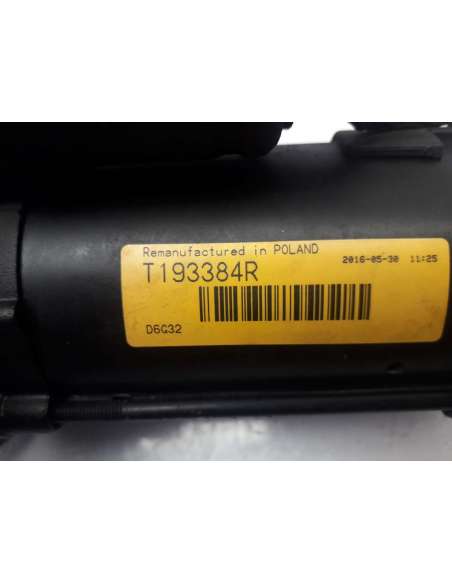 Remanufactured in POLAND
2016-05-30 11:25
T193384R
D6G32